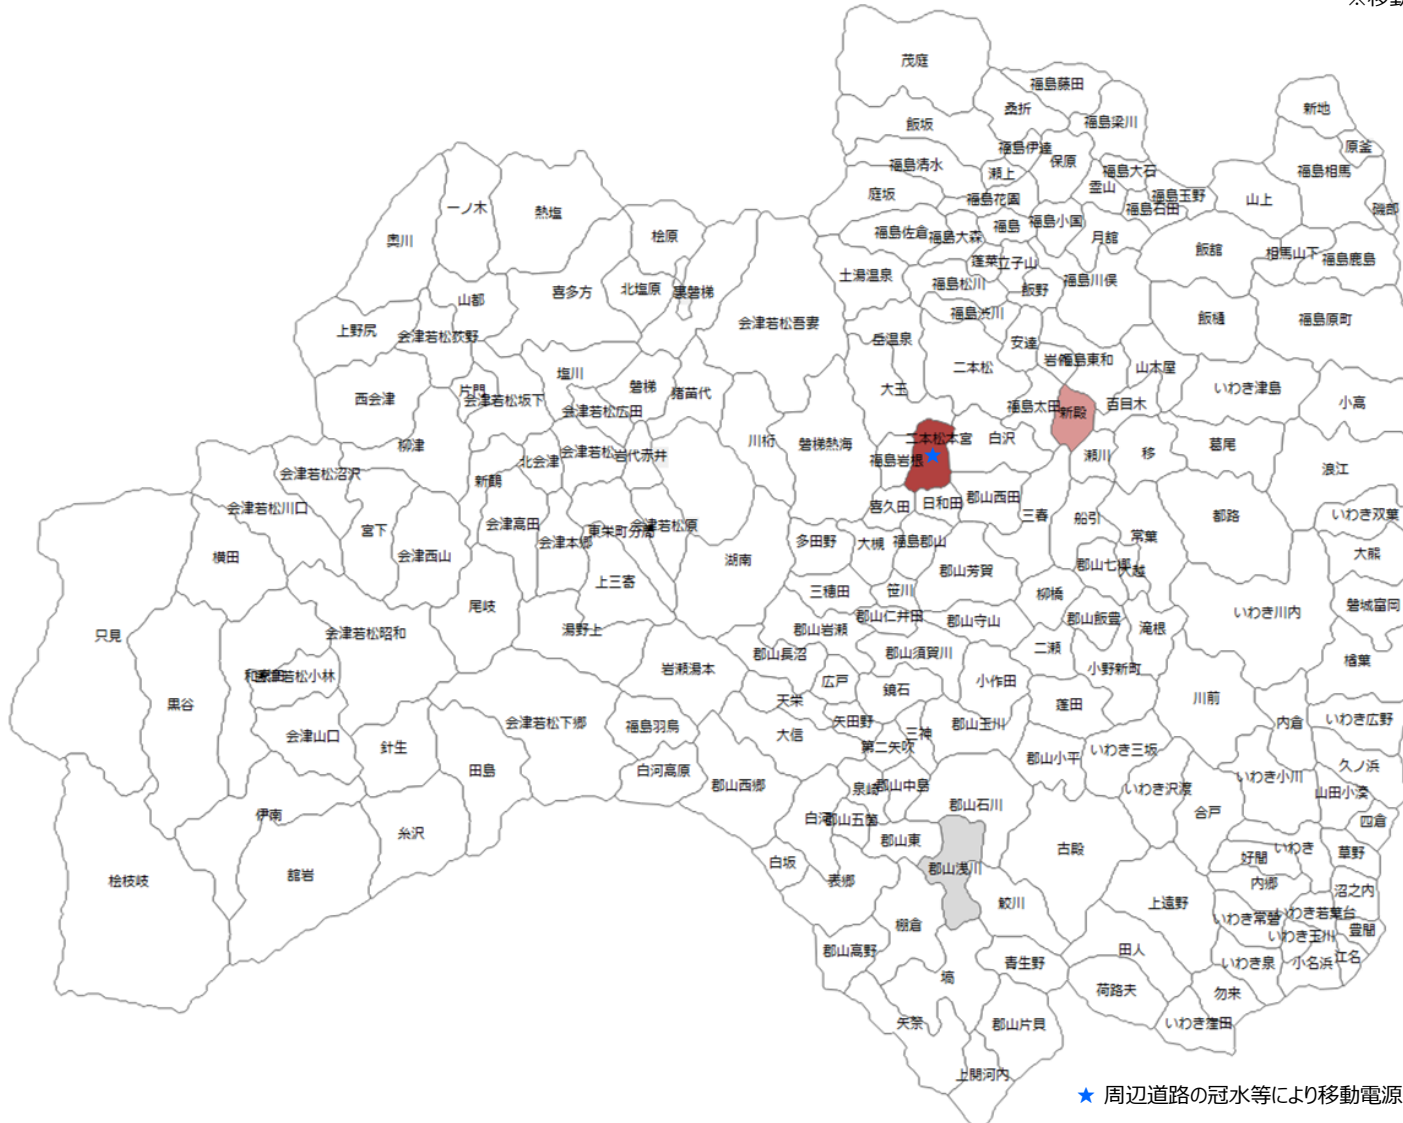 ※移動
茂庭
福島藤田
桑折
新地
飯坂
福島梁川
原釜
福島伊達
保原
福島清水
瀬上
福島大石
福島相馬
霊山
庭坂
福島花園
福島玉野
山上
一ノ木
熱塩
福島石田
磯部
福島小国
福島
奥川
桧原
福島佐倉
福島大森
月舘
飯舘
相馬山下
福島鹿島
蓬莱
立子山
土湯温泉
福島松川
福島川俣
飯野
北塩原
裏磐梯
喜多方
山都
福島渋川
飯樋
福島原町
会津若松吾妻
上野尻
会津若松荻野
岳温泉
安達
岩代
福島東和
二本松
山木屋
塩川
磐梯
猪苗代
大玉
いわき津島
片門
西会津
会津若松坂下
会津若松広田
福島太田
新殿
百目木
小高
柳津
川桁
磐梯熱海
二本松本宮
白沢
葛尾
会津若松
岩代赤井
福島岩根
瀬川
移
北会津
浪江
会津若松沼沢
新鶴
郡山西田
会津若松川口
喜久田
日和田
三春
船引
都路
いわき双葉
宮下
会津高田
東栄町分局
会津若松原
常葉
会津本郷
多田野
大槻
福島郡山
横田
会津西山
湖南
大熊
郡山七郷
大越
郡山芳賀
上三寄
三穂田
笹川
柳橋
尾岐
磐城富岡
いわき川内
郡山仁井田
郡山守山
郡山飯豊
滝根
湯野上
郡山岩瀬
只見
会津若松昭和
二瀬
郡山長沼
郡山須賀川
楢葉
岩瀬湯本
小野新町
会津若松小林
広戸
鏡石
小作田
天栄
川前
黒谷
蓬田
会津若松下郷
福島羽鳥
矢田野
郡山玉川
内倉
いわき広野
会津山口
大信
三神
針生
第二矢吹
いわき三坂
郡山小平
久ノ浜
田島
白河高原
郡山西郷
泉崎
郡山中島
いわき小川
いわき沢渡
山田小湊
郡山石川
伊南
白河
郡山五箇
合戸
四倉
糸沢
郡山東
古殿
いわき
草野
白坂
好間
郡山浅川
舘岩
桧枝岐
表郷
内郷
沼之内
鮫川
上遠野
いわき若葉台
棚倉
いわき常磐
豊間
いわき玉川
郡山高野
田人
江名
青生野
いわき泉
小名浜
塙
荷路夫
勿来
矢祭
郡山片貝
いわき窪田
上関河内
★ 周辺道路の冠水等により移動電源